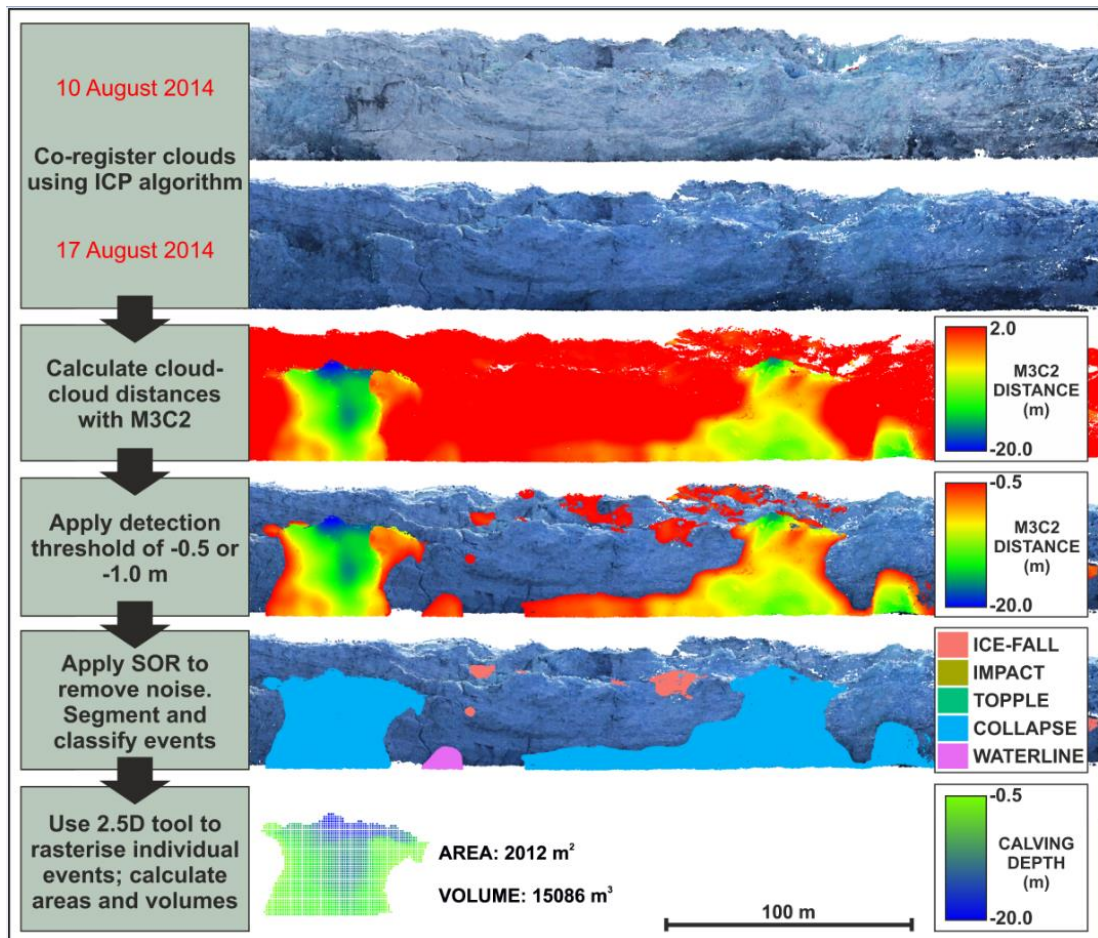 10 August 2014
Co-register clouds
using ICP algorithm
17 August 2014
Calculate cloud-
cloud distances
with M3C2
2.0
M3C2
DISTANCE
(m)
-20.0
Apply detection
threshold of -0.5 or
-1.0 m
-0.5
M3C2
DISTANCE
(m)
-20.0
Apply SOR to
remove noise.
Segment and
classify events
ICE-FALL
IMPACT
TOPPLE
COLLAPSE
WATERLINE
Use 2.5D tool to
rasterise individual
events; calculate
areas and volumes
AREA: 2012 m²
VOLUME: 15086 m³
100 m
-0.5
CALVING
DEPTH
(m)
-20.0